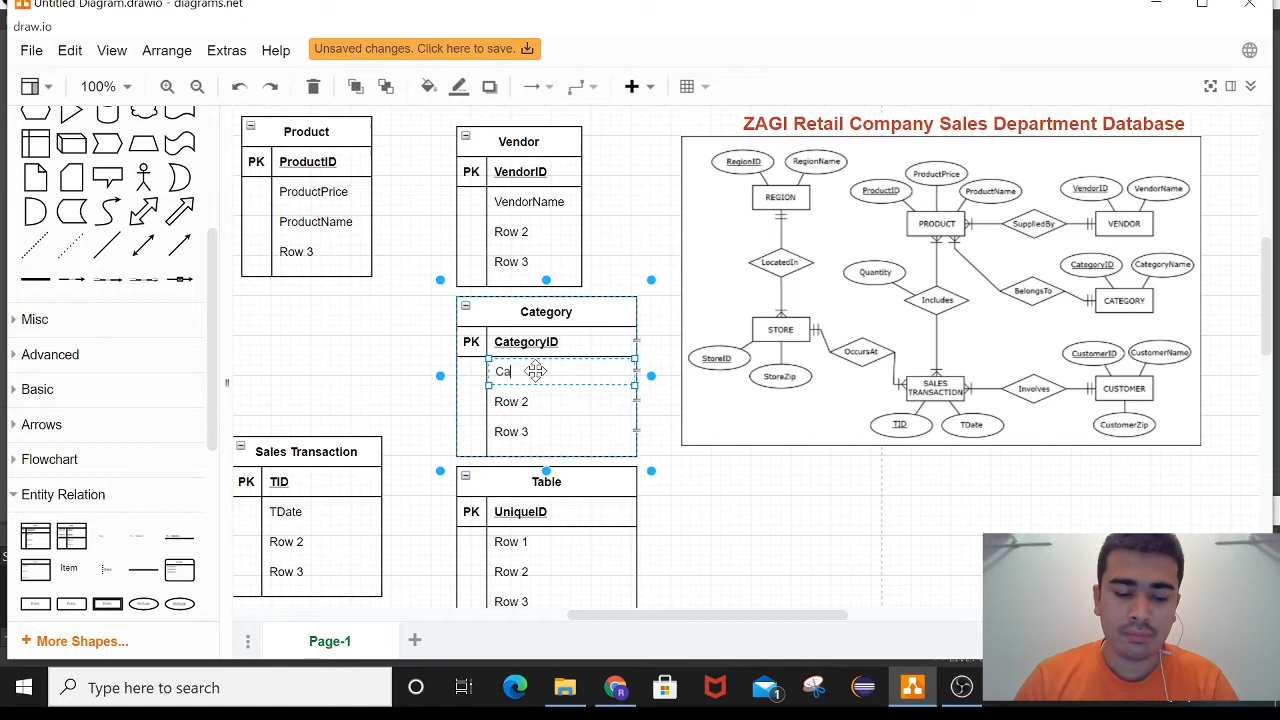 Untitled Diagram.drawio - diagrams.net
draw.io
File Edit View Arrange Extras Help
Unsaved changes. Click here to save.
100%
Misc
Advanced
Basic
Arrows
Flowchart
Entity Relation
Item
+ More Shapes...
Product
PK ProductID
ProductPrice
ProductName
Row 3
Vendor
PK VendorID
VendorName
Row 2
Row 3
Category
PK CategoryID
Ca
Row 2
Row 3
Sales Transaction
PK TID
TDate
Row 2
Row 3
Table
PK UniqueID
Row 1
Row 2
Row 3
ZAGI Retail Company Sales Department Database
RegionID
RegionName
REGION
LocatedIn
STORE
StoreID
StoreZip
OccursAt
ProductPrice
ProductID
ProductName
PRODUCT
SuppliedBy
VendorID
VendorName
VENDOR
Quantity
Includes
BelongsTo
CategoryID
CategoryName
CATEGORY
SALES
TRANSACTION
TID
TDate
Involves
CustomerID
CustomerName
CUSTOMER
CustomerZip
Page-1
Type here to search
1